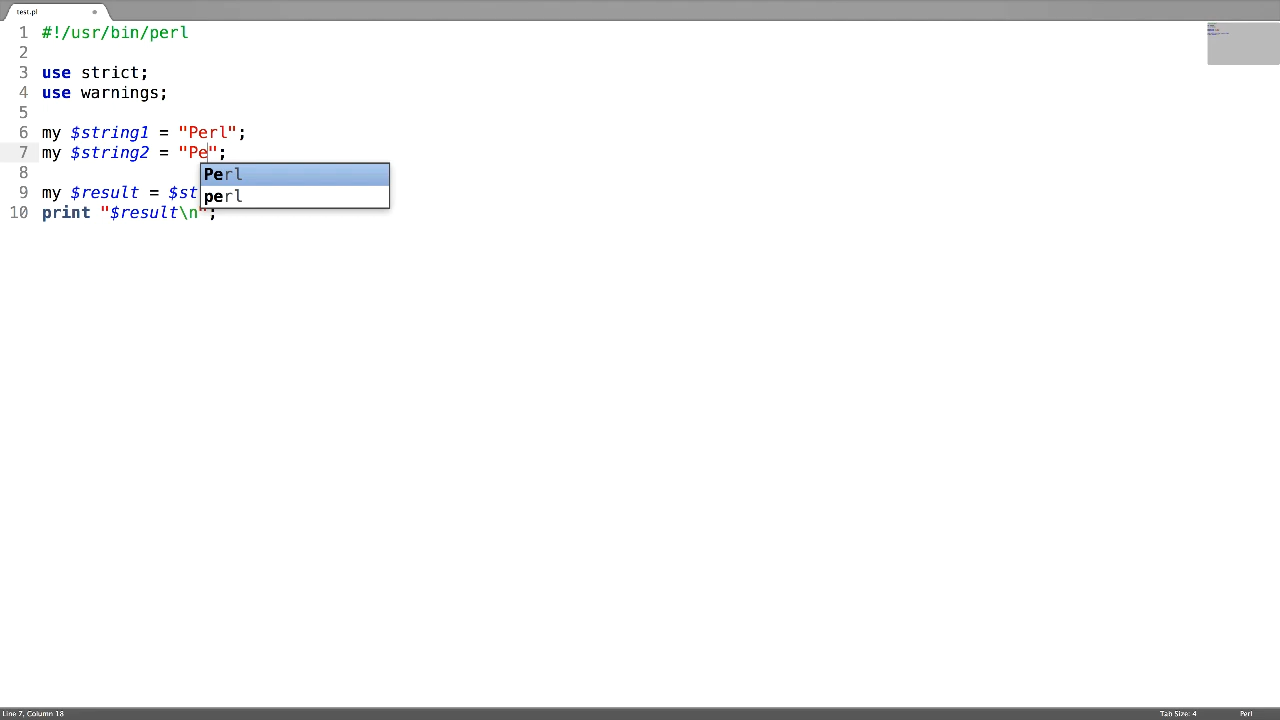 test.pl
1 #!/usr/bin/perl
2
3 use strict;
4 use warnings;
5
6 my $string1 = "Perl";
7 my $string2 = "Pe";
Perl
perl
8
9 my $result = $st
10 print "$result\n";
Line 7, Column 18
Tab Size: 4
Perl